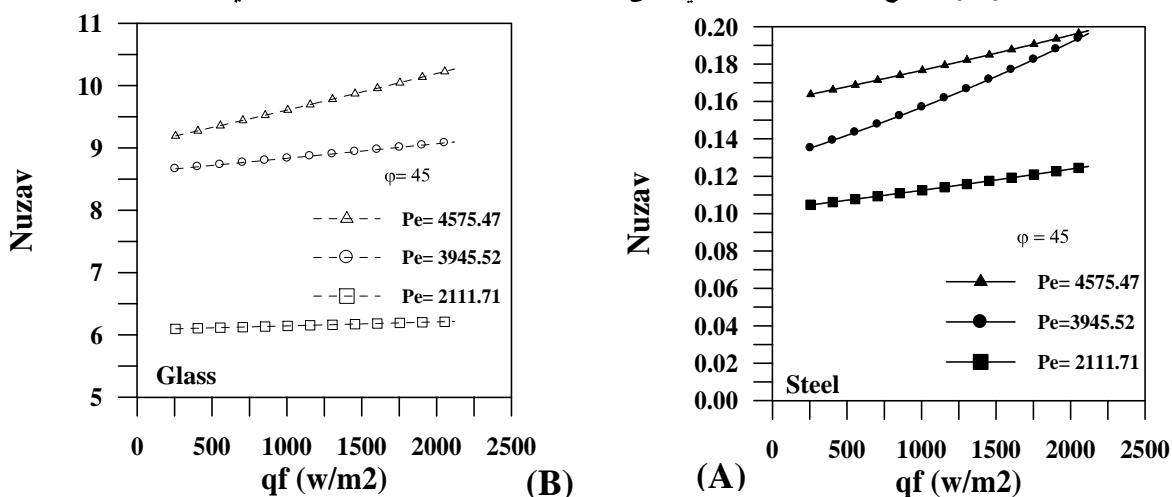 11
10
9
8
7
6
5
Nuzav
φ= 45
Pe= 4575.47
Pe= 3945.52
Pe= 2111.71
Glass
0 500 1000 1500 2000 2500
qf (w/m2)
(B)
0.20
0.18
0.16
0.14
0.12
0.10
0.08
0.06
0.04
0.02
0.00
Nuzav
φ = 45
Pe= 4575.47
Pe=3945.52
Pe= 2111.71
Steel
0 500 1000 1500 2000 2500
qf (w/m2)
(A)